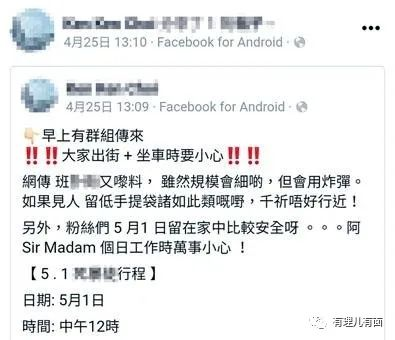 4月25日 13:10 · Facebook for Android ·
4月25日 13:09 · Facebook for Android ·
👇🏻早上有群組傳來
‼️‼️大家出街 + 坐車時要小心‼️‼️
網傳 班 又嚟料， 雖然規模會細啲，但會用炸彈。
如果見人 留低手提袋諸如此類嘅嘢，千祈唔好行近！
另外，粉絲們 5 月1 日留在家中比較安全呀 。。。阿
Sir Madam 個日工作時萬事小心 ！
【 5 . 1 行程 】
日期: 5月1日
時間: 中午12時
有理儿有面